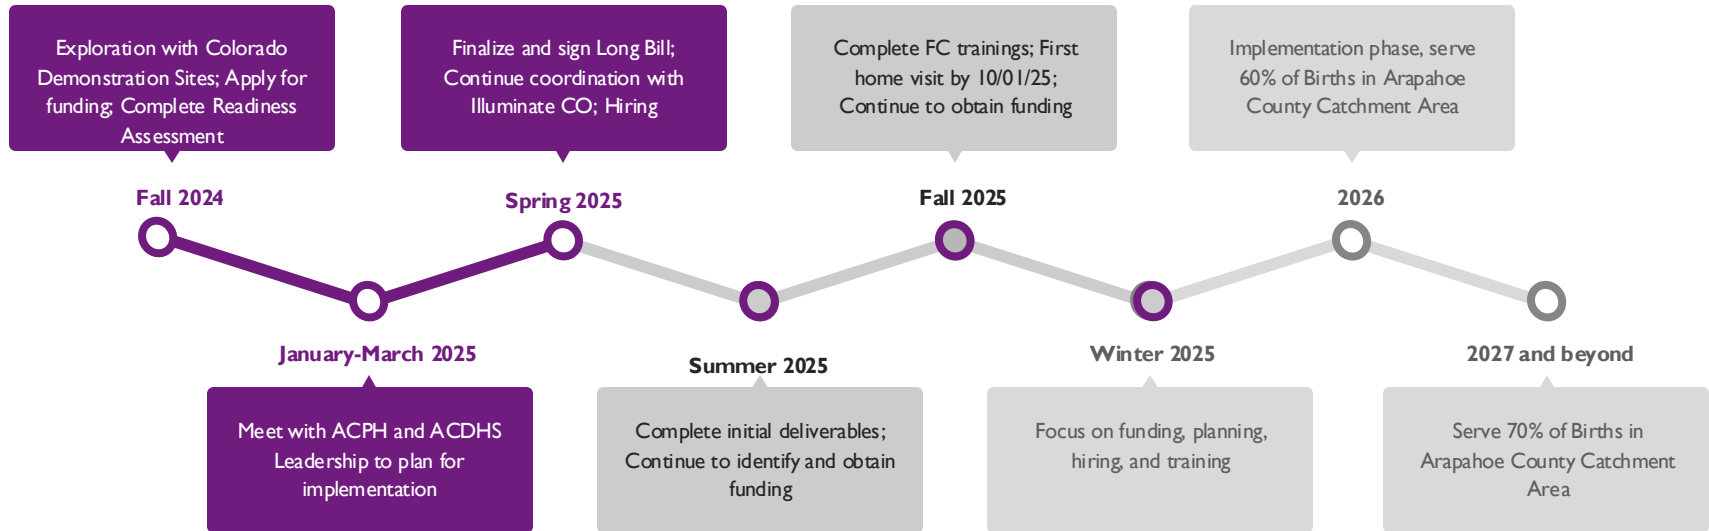 Exploration with Colorado
Demonstration Sites; Apply for
funding; Complete Readiness
Assessment
Finalize and sign Long Bill;
Continue coordination with
Illuminate CO; Hiring
Complete FC trainings; First
home visit by 10/01/25;
Continue to obtain funding
Implementation phase, serve
60% of Births in Arapahoe
County Catchment Area
Fall 2024
Spring 2025
Fall 2025
2026
January-March 2025
Summer 2025
Winter 2025
2027 and beyond
Meet with ACPH and ACDHS
Leadership to plan for
implementation
Complete initial deliverables;
Continue to identify and obtain
funding
Focus on funding, planning,
hiring, and training
Serve 70% of Births in
Arapahoe County Catchment
Area